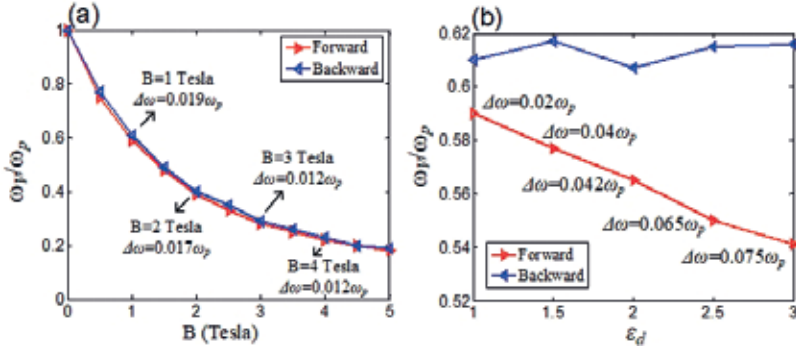 (a)
1
0.8
0.6
0.4
0.2
0
ω_P/ω_p
Forward
Backward
B=1 Tesla
Δω=0.019ω_p
B=3 Tesla
Δω=0.012ω_p
B=2 Tesla
Δω=0.017ω_p
B=4 Tesla
Δω=0.012ω_p
0 1 2 3 4 5
B (Tesla)
(b)
0.62
0.6
0.58
0.56
0.54
0.52
ω_P/ω_p
Δω=0.02ω_p
Δω=0.04ω_p
Δω=0.042ω_p
Δω=0.065ω_p
Δω=0.075ω_p
Forward
Backward
1 1.5 2 2.5 3
ε_d